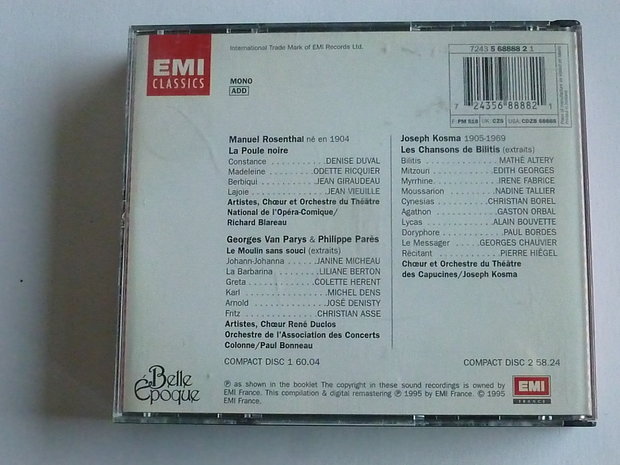 EMI
CLASSICS
International Trade Mark of EMI Records Ltd.
MONO
ADD
7243 5 68888 2 1
7 24356 88882 1
F PM 518 UK CZS USA CDZB 68888
Manuel Rosenthal né en 1904
La Poule noire
Constance . . . . . . . . . . . . DENISE DUVAL
Madeleine . . . . . . . . ODETTE RICQUIER
Berbiqui . . . . . . . . . . JEAN GIRAUDEAU
Lajoie . . . . . . . . . . . . . . JEAN VIEUILLE
Artistes, Chœur et Orchestre du Théâtre
National de l'Opéra-Comique/
Richard Blareau
Georges Van Parys & Philippe Parès
Le Moulin sans souci (extraits)
Johann-Johanna . . . . . JANINE MICHEAU
La Barbarina . . . . . . . LILIANE BERTON
Greta . . . . . . . . . . . . COLETTE HERENT
Karl . . . . . . . . . . . . . . . MICHEL DENS
Arnold . . . . . . . . . . . . JOSÉ DENISTY
Fritz . . . . . . . . . . . . . CHRISTIAN ASSE
Artistes, Chœur René Duclos
Orchestre de l'Association des Concerts
Colonne/Paul Bonneau
COMPACT DISC 1 60.04
Joseph Kosma 1905-1969
Les Chansons de Bilitis (extraits)
Bilitis . . . . . . . . . . . . . MATHÉ ALTERY
Mitzouri . . . . . . . . . . EDITH GEORGES
Myrrhine . . . . . . . . . . . IRENE FABRICE
Moussarion . . . . . . . . NADINE TALLIER
Cynesias . . . . . . . . CHRISTIAN BOREL
Agathon . . . . . . . . . . GASTON ORBAL
Lycas . . . . . . . . . . . . ALAIN BOUVETTE
Doryphore . . . . . . . . . . PAUL BORDES
Le Messager . . . . GEORGES CHAUVIER
Récitant . . . . . . . . . . . PIERRE HIÉGEL
Chœur et Orchestre du Théâtre
des Capucines/Joseph Kosma
COMPACT DISC 2 58.24
Belle
Époque
℗ as shown in the booklet The copyright in these sound recordings is owned by
EMI France. This compilation & digital remastering ℗ 1995 by EMI France. © 1995
EMI France.
EMI
FRANCE